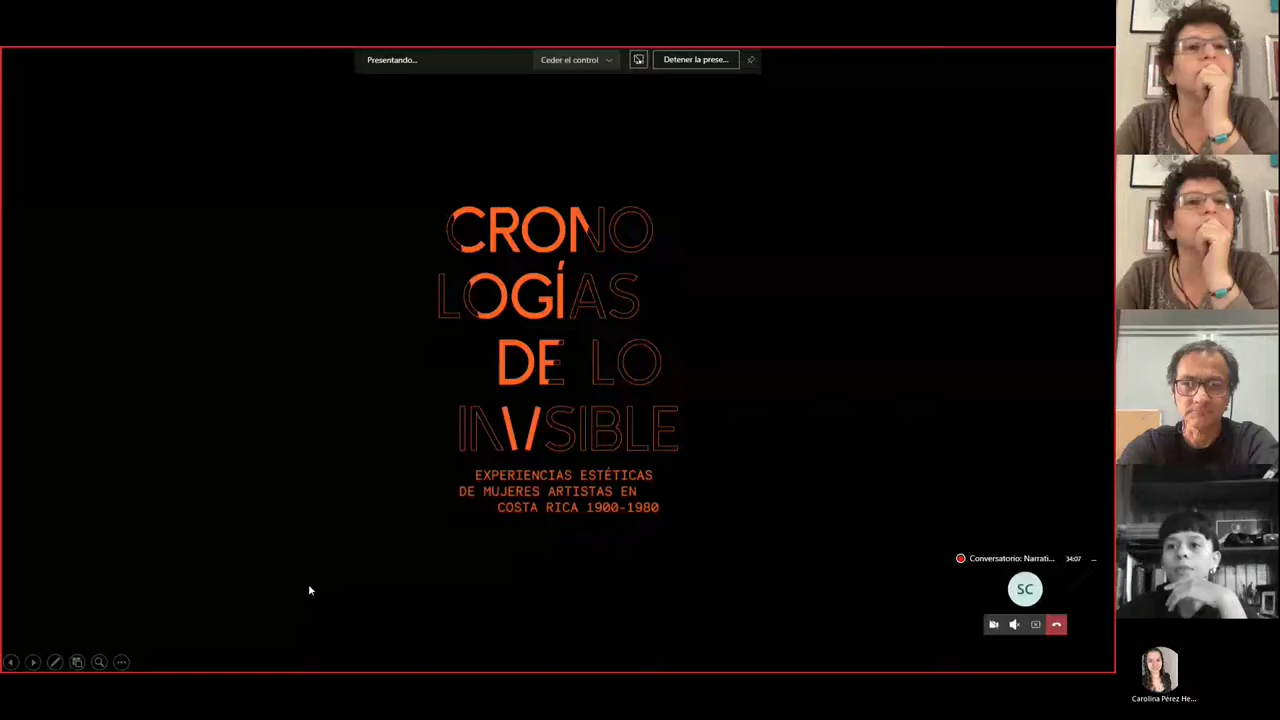 Presentando...
Ceder el control
Detener la prese...
CRONO
LOGÍAS
DE LO
INVISIBLE
EXPERIENCIAS ESTÉTICAS
DE MUJERES ARTISTAS EN
COSTA RICA 1900-1980
Conversatorio: Narrati... 34:07 ...
SC
Carolina Pérez He...